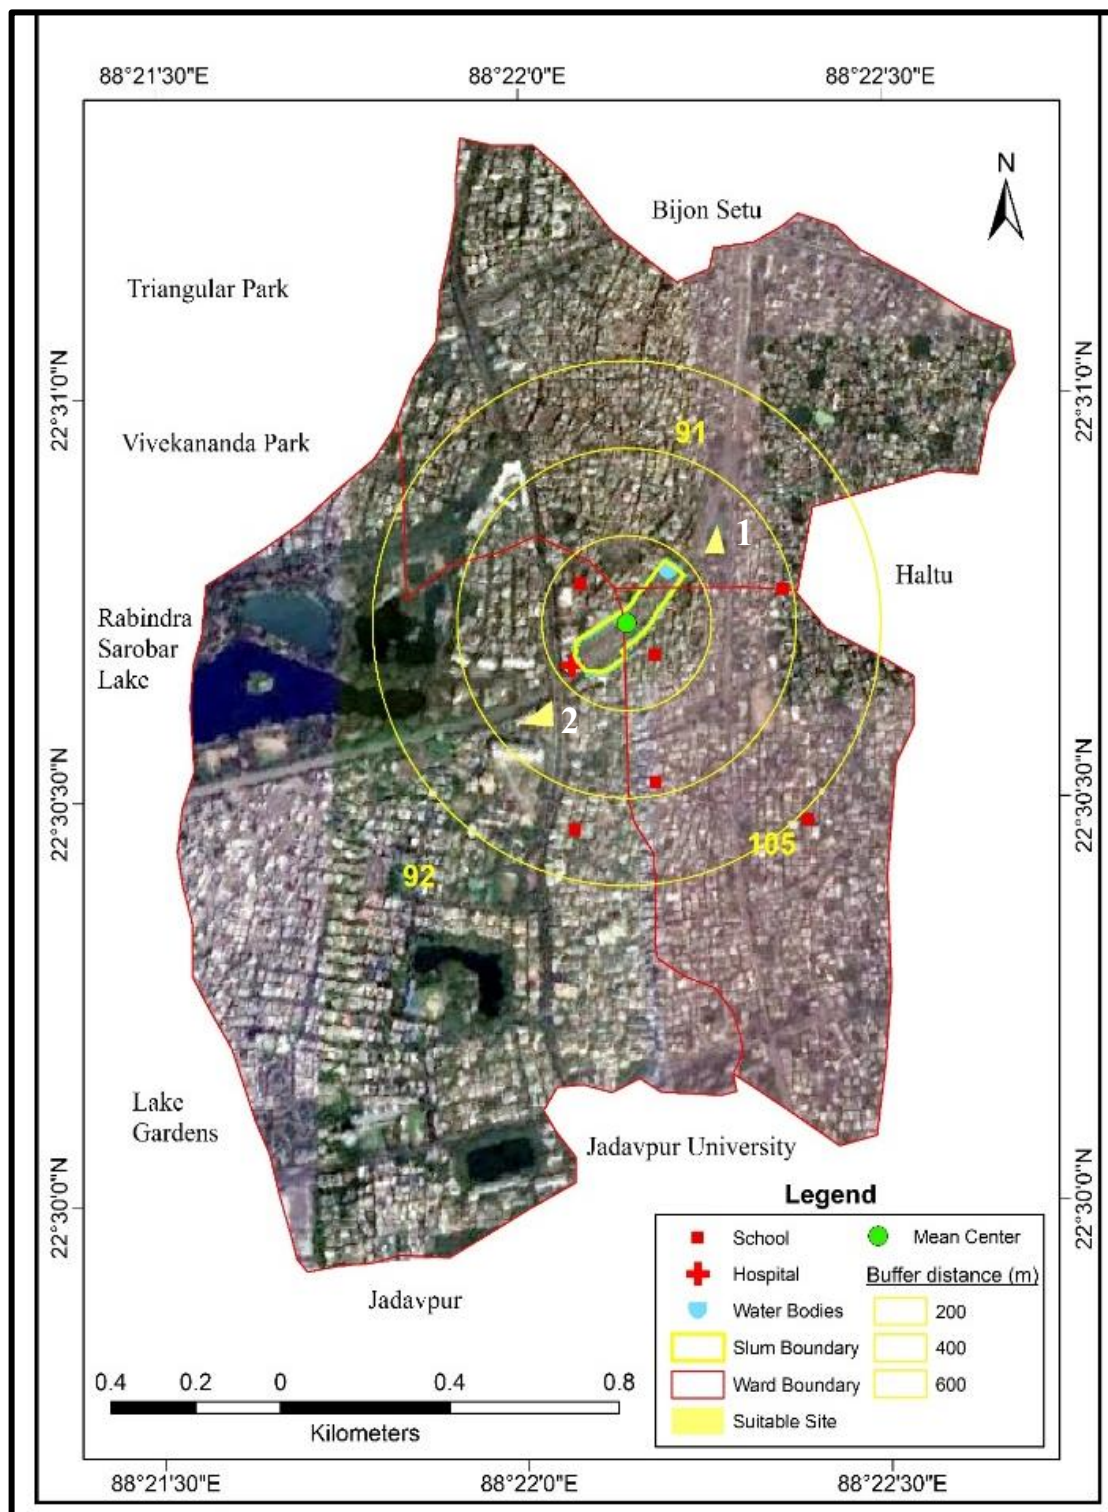 88°21'30"E 88°22'0"E 88°22'30"E
N
Bijon Setu
Triangular Park
22°31'0"N
22°31'0"N
91
Vivekananda Park
1
Haltu
Rabindra
Sarobar
Lake
2
22°30'30"N
22°30'30"N
105
92
Lake
Gardens
Jadavpur University
22°30'0"N
22°30'0"N
Jadavpur
Legend
School
Hospital
Water Bodies
Slum Boundary
Ward Boundary
Suitable Site
Mean Center
Buffer distance (m)
200
400
600
0.4 0.2 0 0.4 0.8
Kilometers
88°21'30"E 88°22'0"E 88°22'30"E